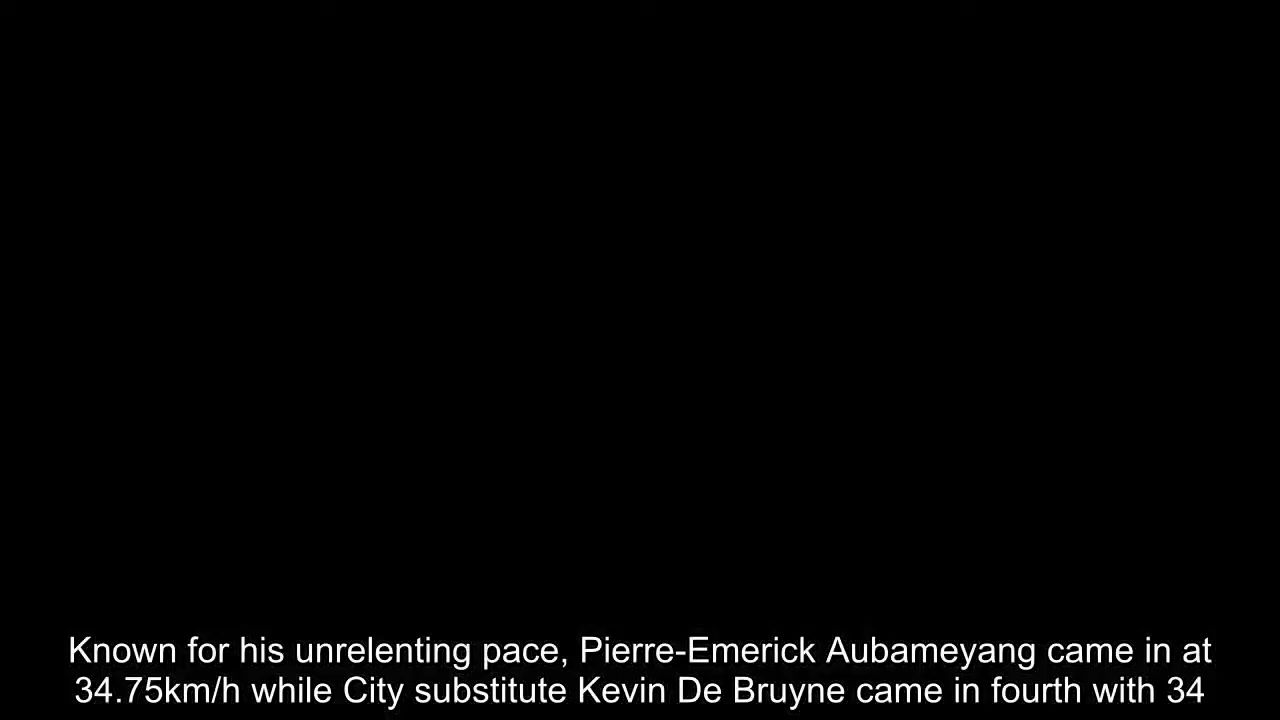 Known for his unrelenting pace, Pierre-Emerick Aubameyang came in at
34.75km/h while City substitute Kevin De Bruyne came in fourth with 34